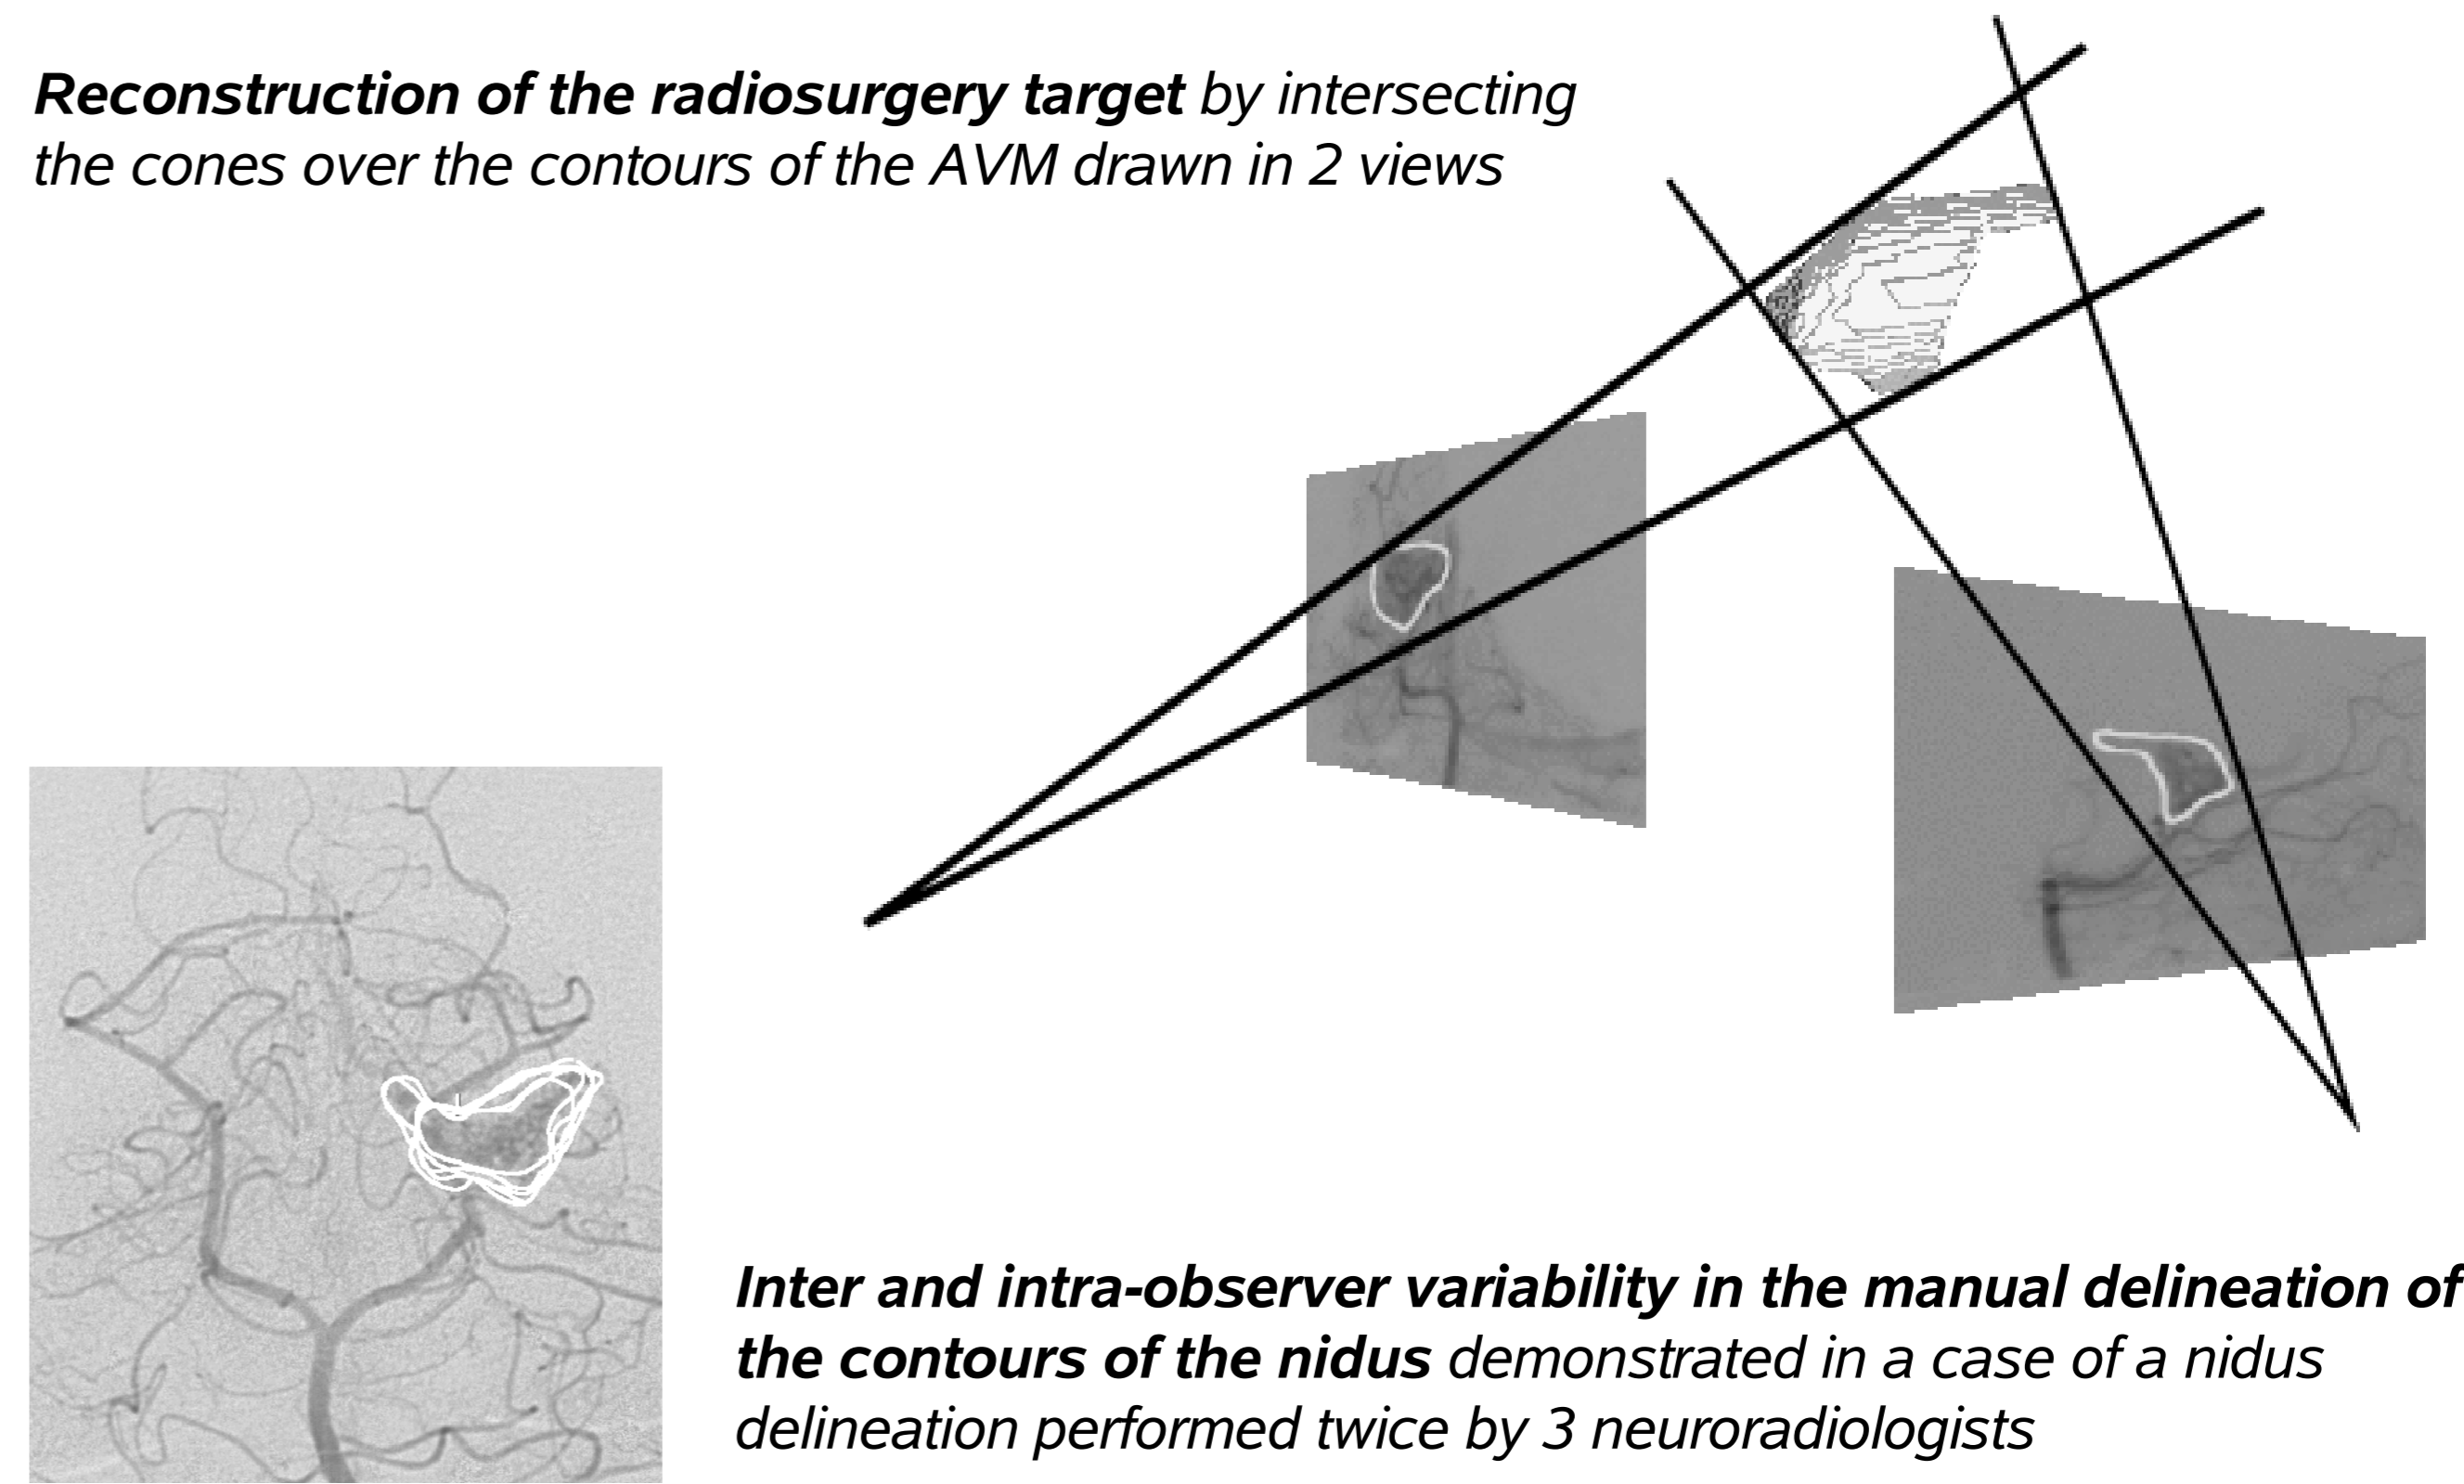 Reconstruction of the radiosurgery target by intersecting
the cones over the contours of the AVM drawn in 2 views
Inter and intra-observer variability in the manual delineation of
the contours of the nidus demonstrated in a case of a nidus
delineation performed twice by 3 neuroradiologists